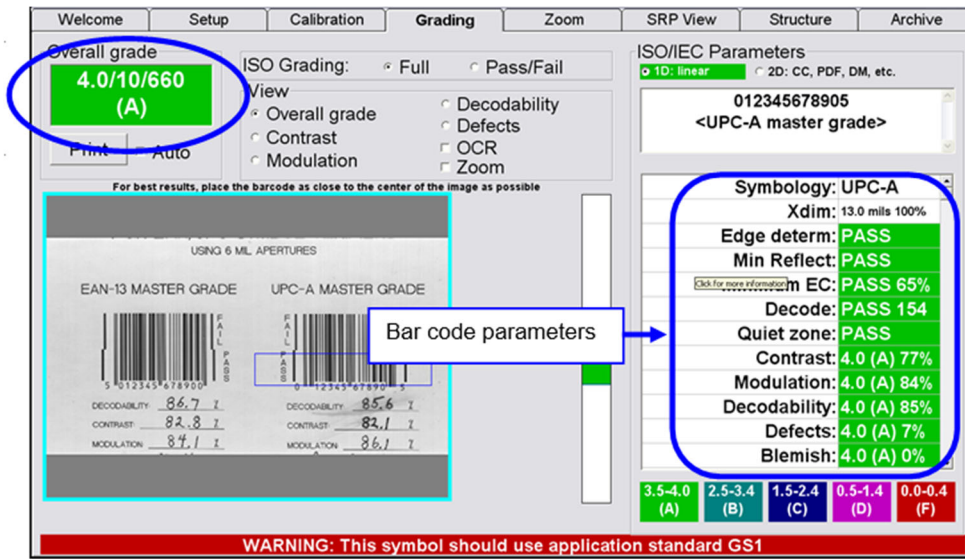 Welcome Setup Calibration Grading Zoom SRP View Structure Archive
Overall grade
4.0/10/660
(A)
Print Auto
ISO Grading: Full Pass/Fail
View
Overall grade
Contrast
Modulation
Decodability
Defects
OCR
Zoom
ISO/IEC Parameters
1D: linear 2D: CC, PDF, DM, etc.
012345678905
<UPC-A master grade>
For best results, place the barcode as close to the center of the image as possible
USING 6 MIL APERTURES
EAN-13 MASTER GRADE UPC-A MASTER GRADE
FAIL
PASS
FAIL
PASS
5 012345 678900
0 12345 67890 5
DECODABILITY 86.7 %
CONTRAST 82.8 %
MODULATION 84.1 %
DECODABILITY 85.6 %
CONTRAST 82.1 %
MODULATION 86.1 %
Bar code parameters
Symbology: UPC-A
Xdim: 13.0 mils 100%
Edge determ: PASS
Min Reflect: PASS
Click for more information m EC: PASS 65%
Decode: PASS 154
Quiet zone: PASS
Contrast: 4.0 (A) 77%
Modulation: 4.0 (A) 84%
Decodability: 4.0 (A) 85%
Defects: 4.0 (A) 7%
Blemish: 4.0 (A) 0%
3.5-4.0 2.5-3.4 1.5-2.4 0.5-1.4 0.0-0.4
(A) (B) (C) (D) (F)
WARNING: This symbol should use application standard GS1